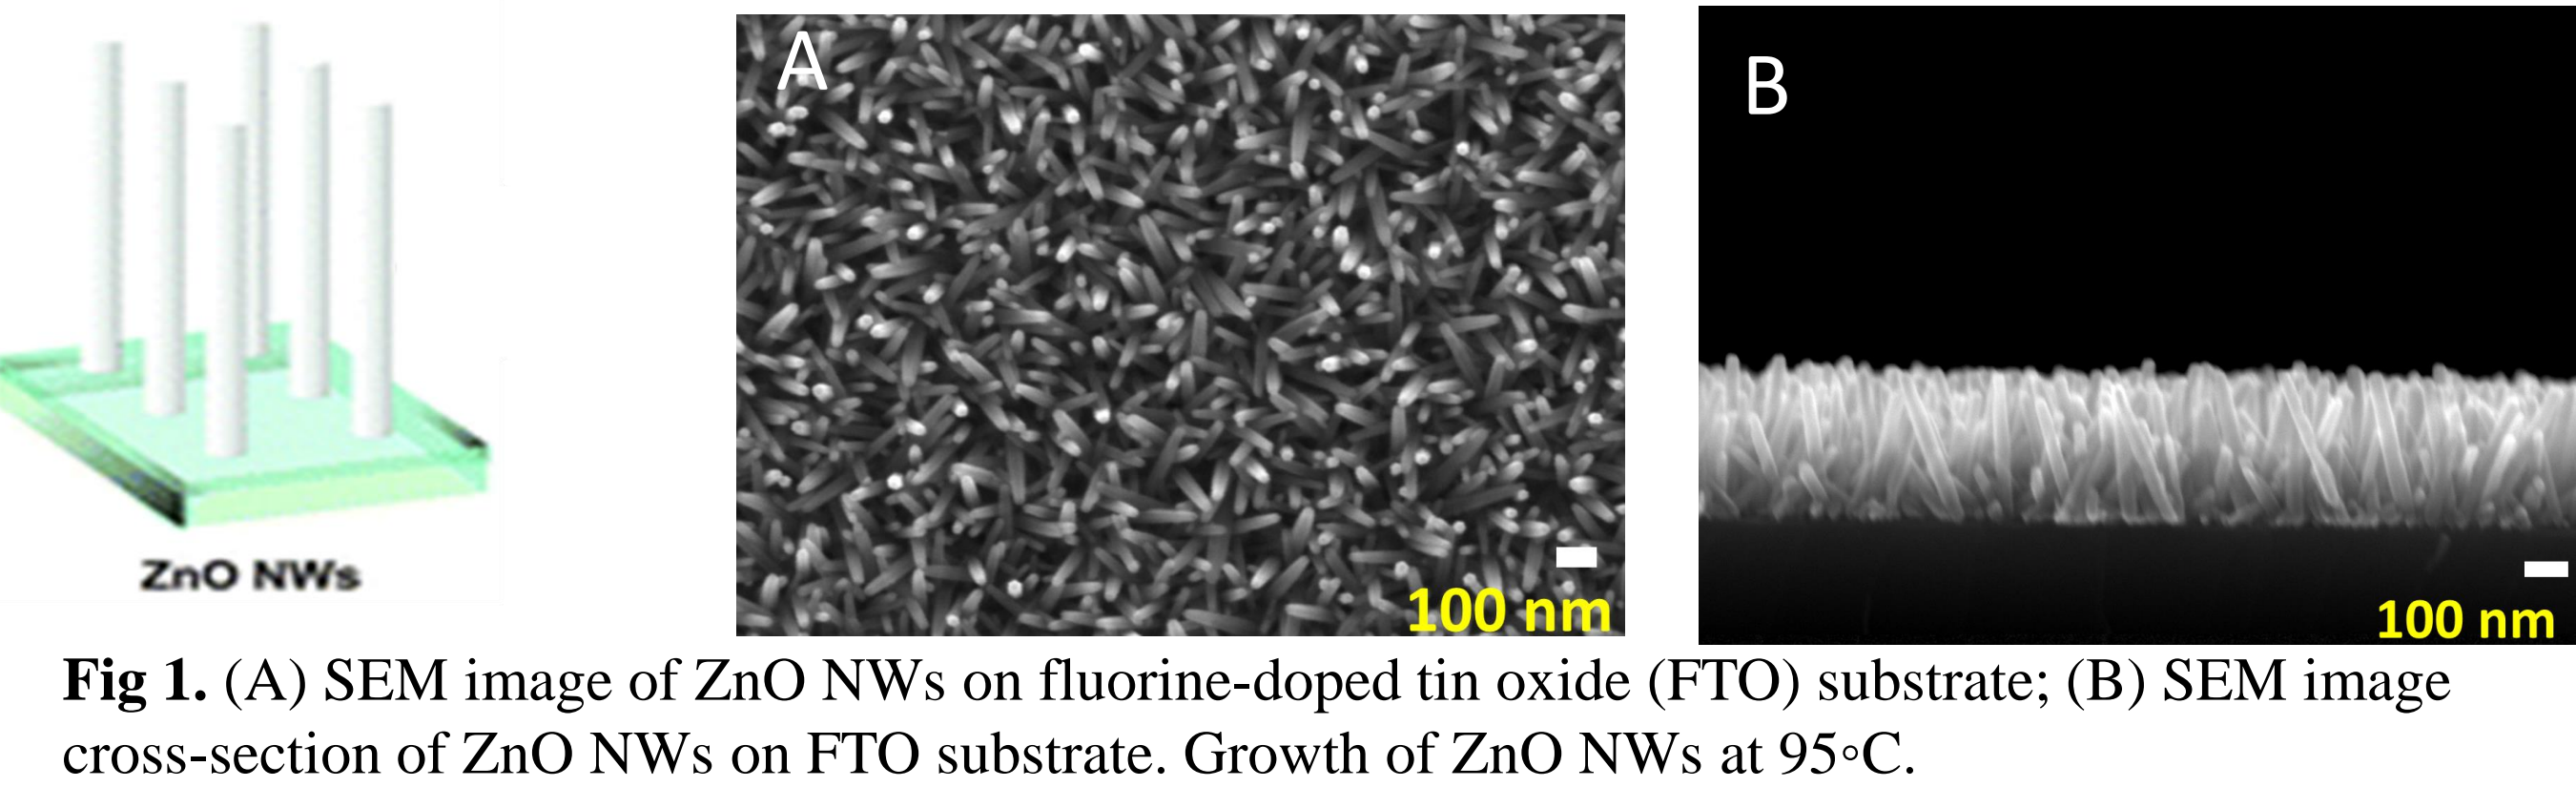 A
B
100 nm
100 nm
ZnO NWs
Fig 1. (A) SEM image of ZnO NWs on fluorine-doped tin oxide (FTO) substrate; (B) SEM image
cross-section of ZnO NWs on FTO substrate. Growth of ZnO NWs at 95◦C.